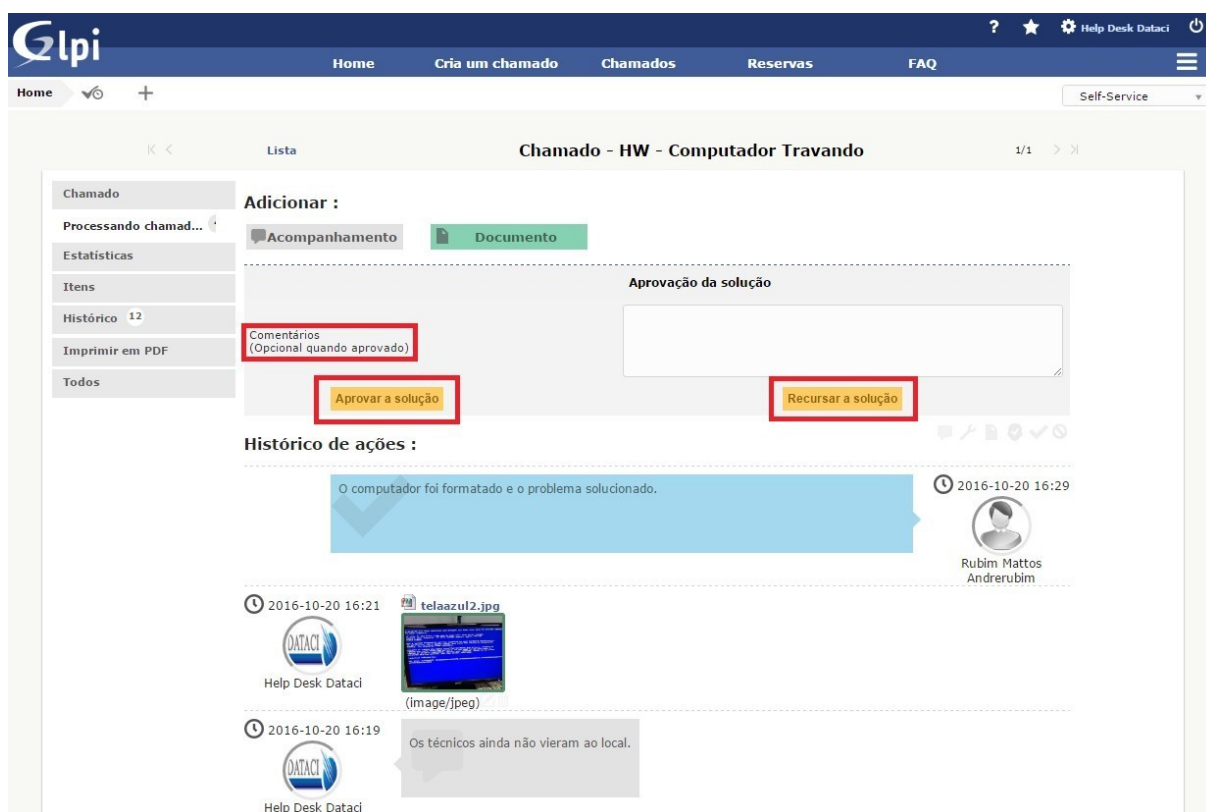 Glpi
? Help Desk Dataci
Home Cria um chamado Chamados Reservas FAQ
Home Self-Service
Lista Chamado - HW - Computador Travando 1/1
Chamado
Processando chamad...
Estatísticas
Itens
Histórico 12
Imprimir em PDF
Todos
Adicionar :
Acompanhamento Documento
Aprovação da solução
Comentários
(Opcional quando aprovado)
Aprovar a solução Recursar a solução
Histórico de ações :
O computador foi formatado e o problema solucionado.
2016-10-20 16:29
Rubim Mattos
Andrerubim
2016-10-20 16:21 telaazul2.jpg
DATACI
Help Desk Dataci
(image/jpeg)
2016-10-20 16:19
Os técnicos ainda não vieram ao local.
DATACI
Help Desk Dataci